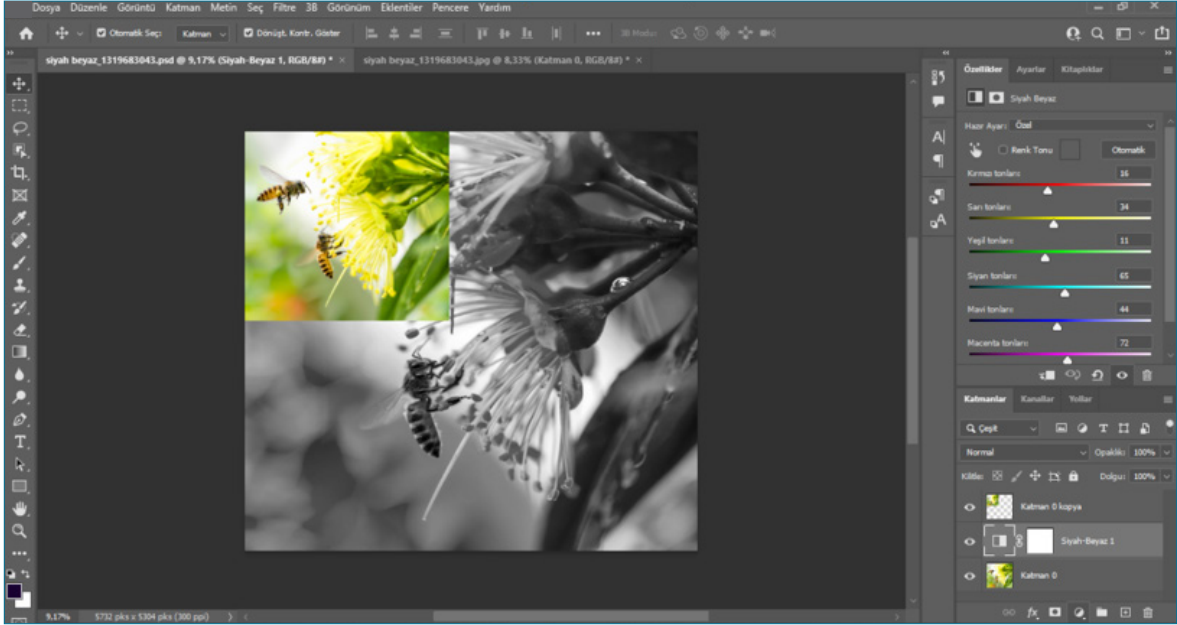 Dosya Düzenle Görüntü Katman Metin Seç Filtre 3B Görünüm Eklentiler Pencere Yardım
Otomatik Seç: Katman Dönüşt. Kontr. Göster 3B Modu:
siyah beyaz_1319683043.psd @ 9,17% (Siyah-Beyaz 1, RGB/8#) * × siyah beyaz_1319683043.jpg @ 8,33% (Katman 0, RGB/8#) * ×
Özellikler Ayarlar Kitaplıklar
Siyah Beyaz
Hazır Ayar: Özel
Renk Tonu Otomatik
Kırmızı tonları: 16
Sarı tonları: 34
Yeşil tonları: 11
Siyan tonları: 65
Mavi tonları: 44
Macenta tonları: 72
Katmanlar Kanallar Yollar
Çeşit
Normal Opaklık: 100%
Kilitle: Dolgu: 100%
Katman 0 kopya
Siyah-Beyaz 1
Katman 0
9,17% 5732 pks x 5304 pks (300 ppi)